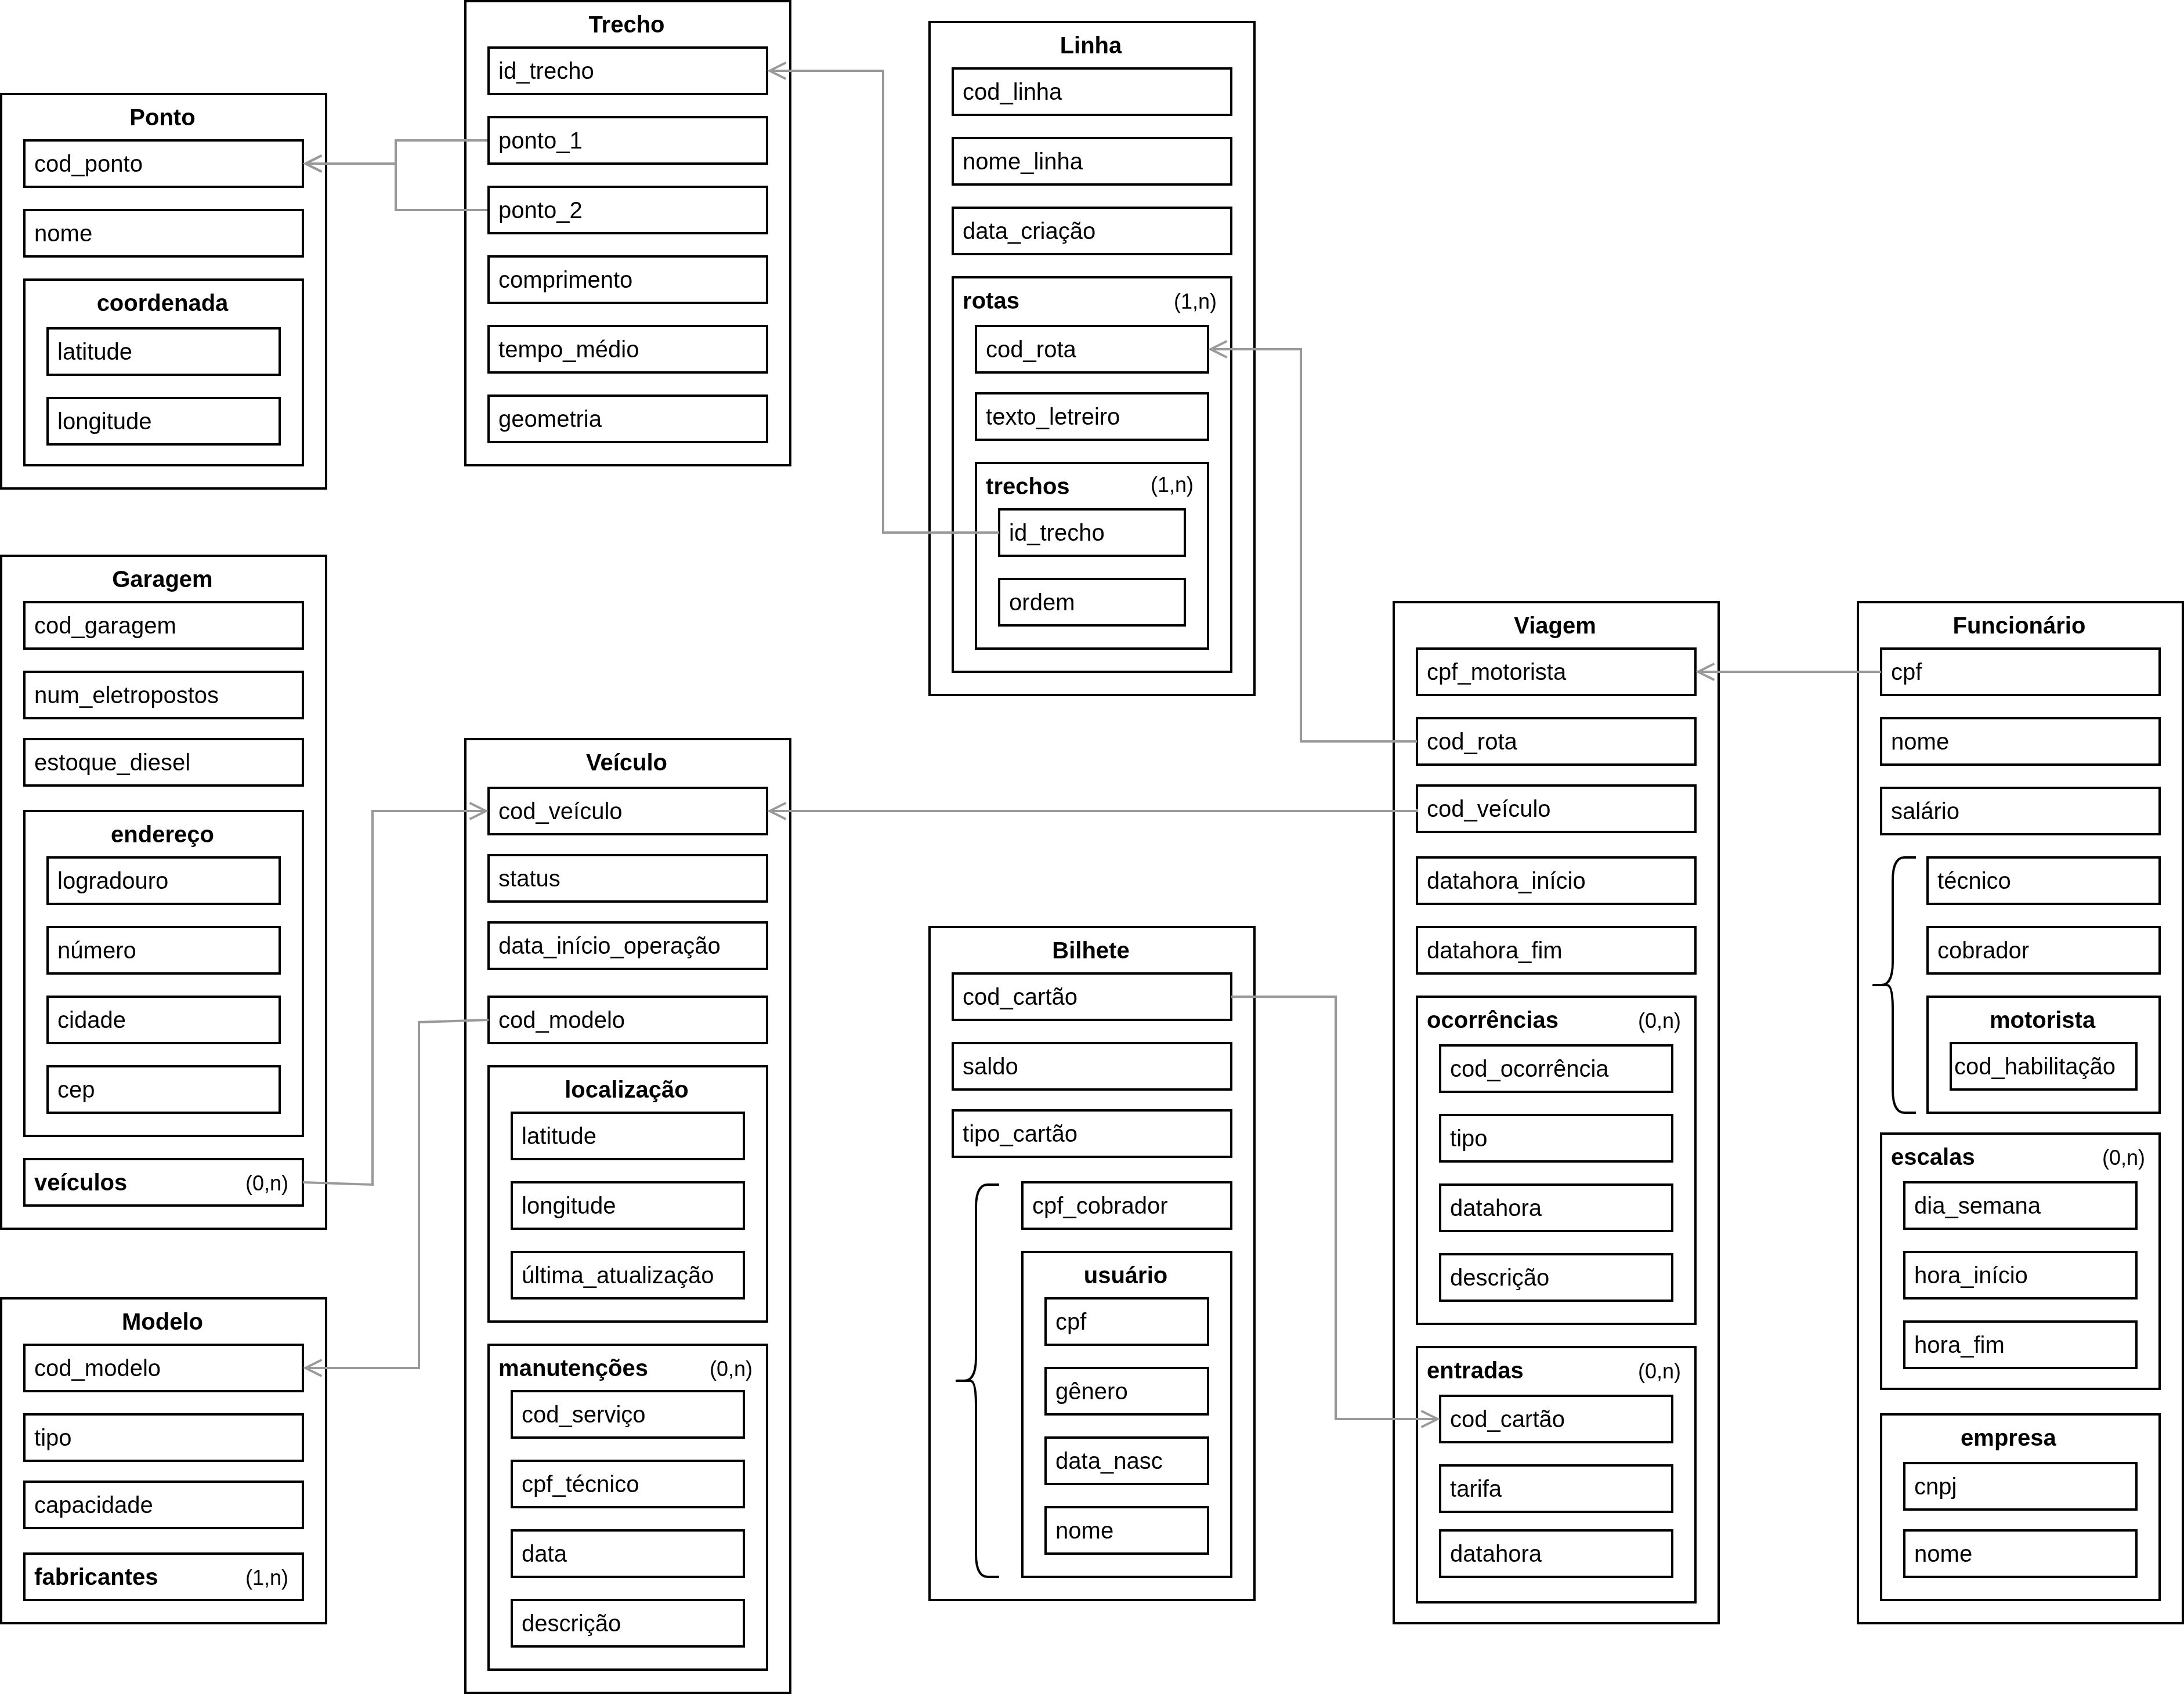 Ponto
cod_ponto
nome
coordenada
latitude
longitude
Trecho
id_trecho
ponto_1
ponto_2
comprimento
tempo_médio
geometria
Linha
cod_linha
nome_linha
data_criação
rotas (1,n)
cod_rota
texto_letreiro
trechos (1,n)
id_trecho
ordem
Garagem
cod_garagem
num_eletropostos
estoque_diesel
endereço
logradouro
número
cidade
cep
veículos (0,n)
Modelo
cod_modelo
tipo
capacidade
fabricantes (1,n)
Veículo
cod_veículo
status
data_início_operação
cod_modelo
localização
latitude
longitude
última_atualização
manutenções (0,n)
cod_serviço
cpf_técnico
data
descrição
Bilhete
cod_cartão
saldo
tipo_cartão
cpf_cobrador
usuário
cpf
gênero
data_nasc
nome
Viagem
cpf_motorista
cod_rota
cod_veículo
datahora_início
datahora_fim
ocorrências (0,n)
cod_ocorrência
tipo
datahora
descrição
entradas (0,n)
cod_cartão
tarifa
datahora
Funcionário
cpf
nome
salário
técnico
cobrador
motorista
cod_habilitação
escalas (0,n)
dia_semana
hora_início
hora_fim
empresa
cnpj
nome